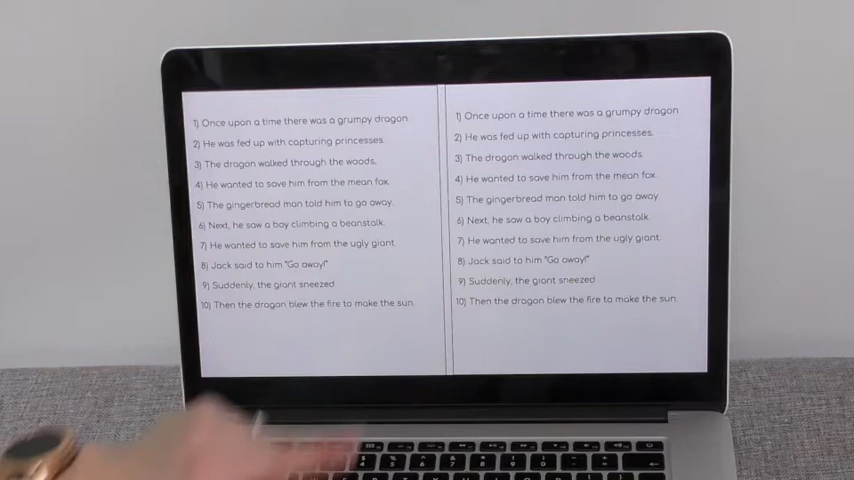 1) Once upon a time there was a grumpy dragon
2) He was fed up with capturing princesses.
3) The dragon walked through the woods.
4) He wanted to save him from the mean fox.
5) The gingerbread man told him to go away.
6) Next, he saw a boy climbing a beanstalk.
7) He wanted to save him from the ugly giant.
8) Jack said to him "Go away!"
9) Suddenly, the giant sneezed.
10) Then the dragon blew the fire to make the sun.
1) Once upon a time there was a grumpy dragon
2) He was fed up with capturing princesses.
3) The dragon walked through the woods.
4) He wanted to save him from the mean fox.
5) The gingerbread man told him to go away.
6) Next, he saw a boy climbing a beanstalk.
7) He wanted to save him from the ugly giant.
8) Jack said to him "Go away!"
9) Suddenly, the giant sneezed
10) Then the dragon blew the fire to make the sun.